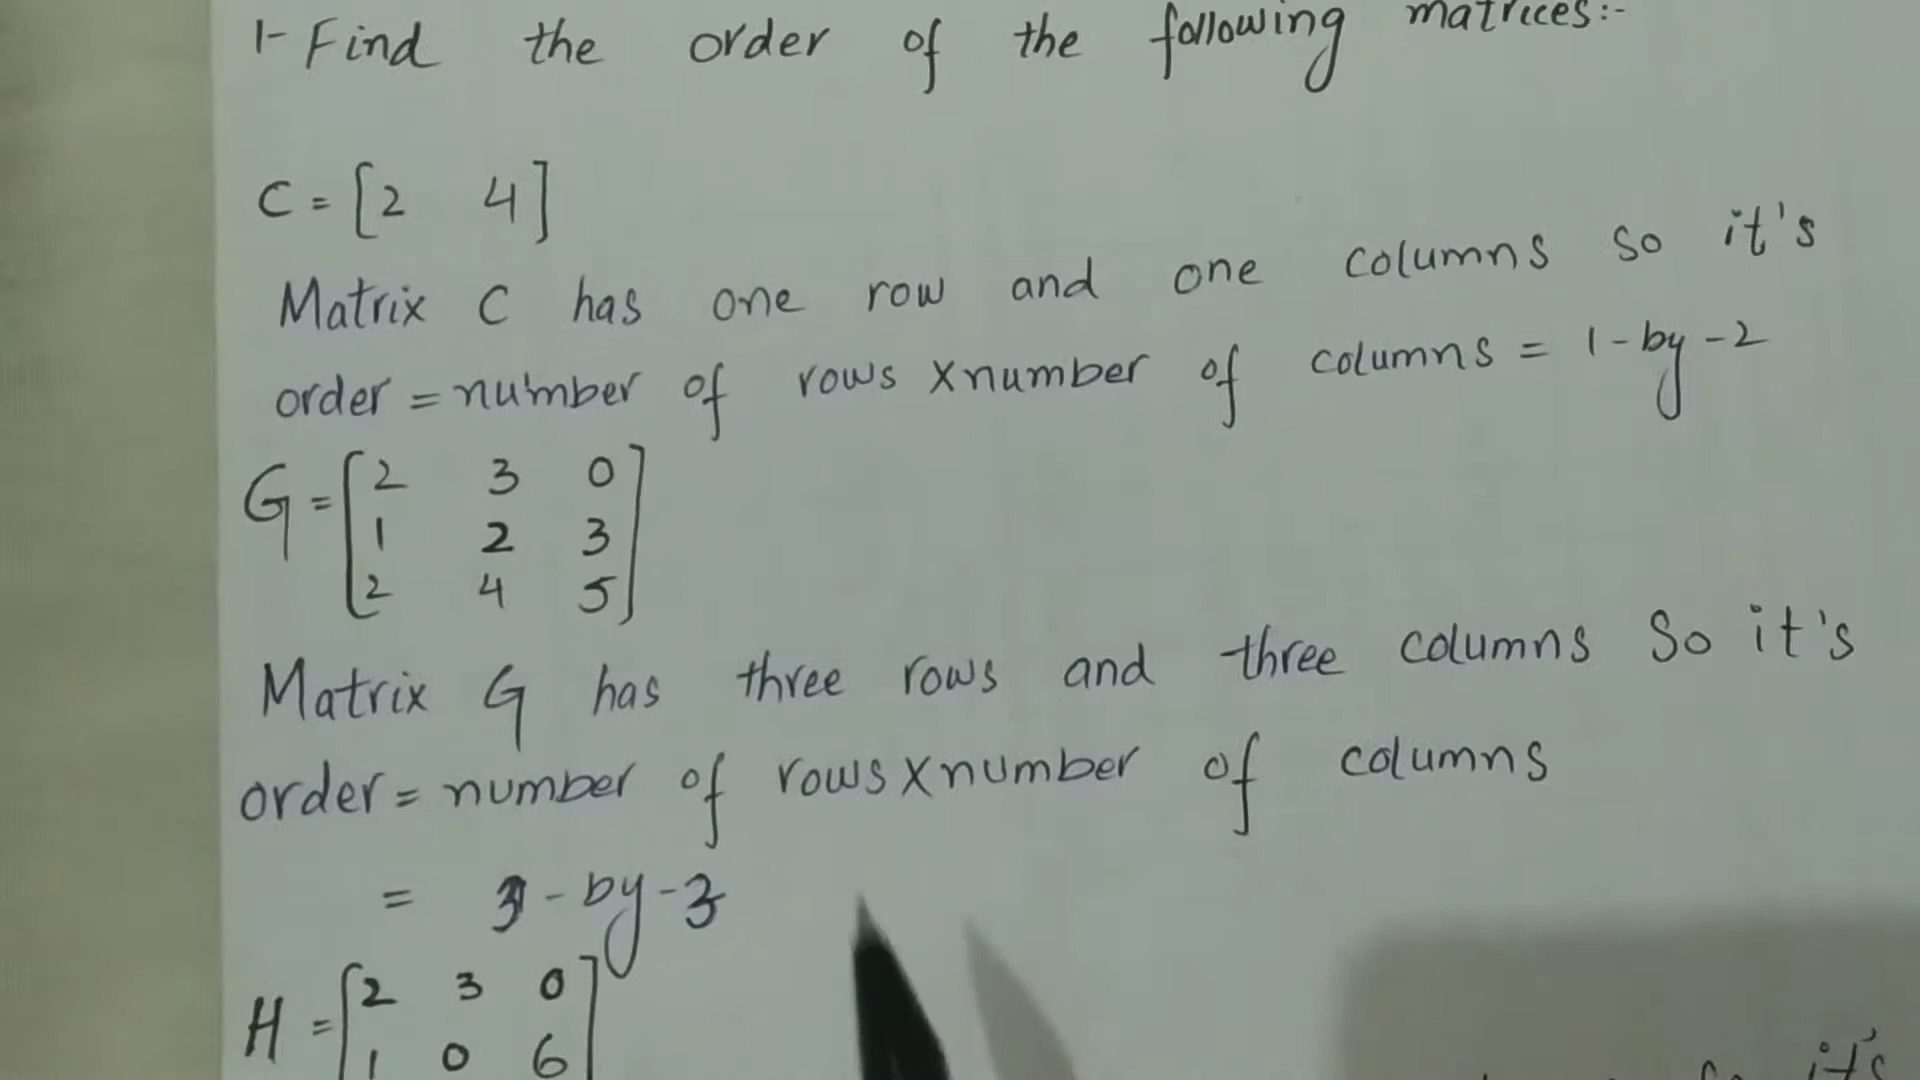 1- Find the order of the following matrices:-
C = [2 4]
Matrix C has one row and one columns so it's
order = number of rows x number of columns = 1-by-2
G = [2 3 0
1 2 3
2 4 5]
Matrix G has three rows and three columns So it's
order = number of rows x number of columns
= 3-by-3
H = [2 3 0]
1 0 6
it's